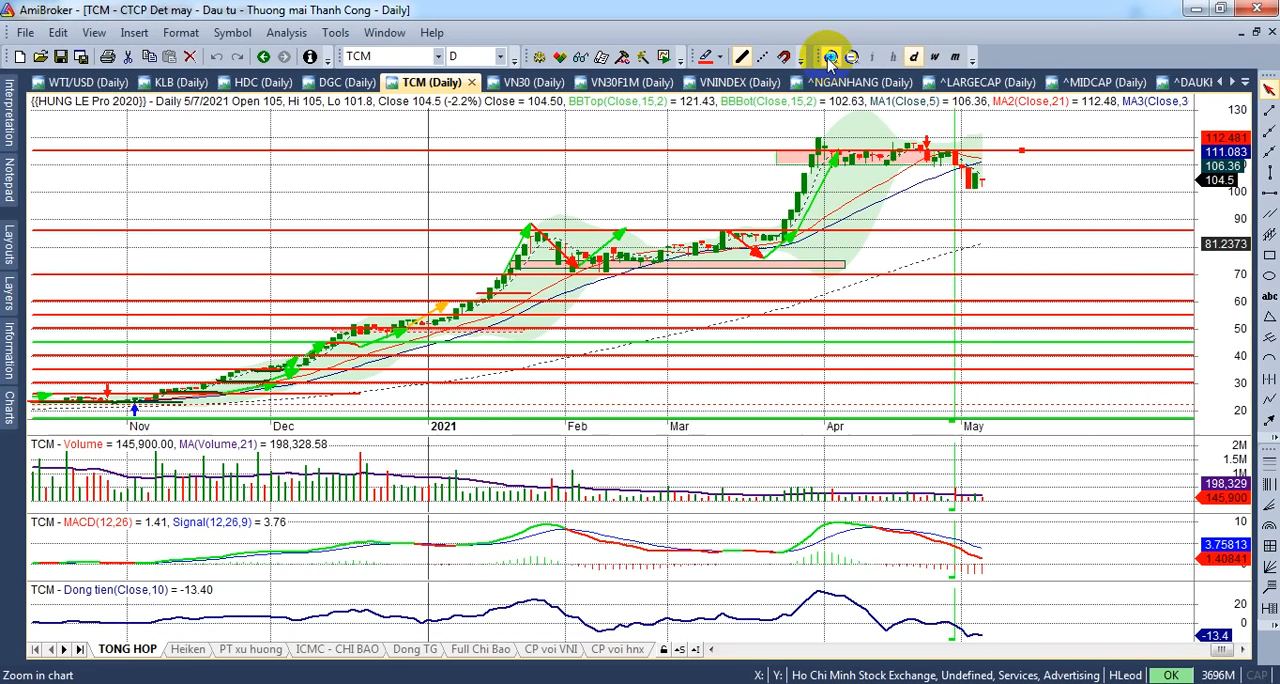 AmiBroker - [TCM - CTCP Det may - Dau tu - Thuong mai Thanh Cong - Daily]
File Edit View Insert Format Symbol Analysis Tools Window Help
TCM D i h d w m
WTI/USD (Daily) KLB (Daily) HDC (Daily) DGC (Daily) TCM (Daily) VN30 (Daily) VN30F1M (Daily) VNINDEX (Daily) ^NGANHANG (Daily) ^LARGECAP (Daily) ^MIDCAP (Daily) ^DAUKI
{{HUNG LE Pro 2020}} - Daily 5/7/2021 Open 105, Hi 105, Lo 101.8, Close 104.5 (-2.2%) Close = 104.50, BBTop(Close,15,2) = 121.43, BBBot(Close,15,2) = 102.63, MA1(Close,5) = 106.36, MA2(Close,21) = 112.48, MA3(Close,3
Interpretation
Notepad
Layouts
Layers
Information
Charts
130
112.481
111.083
106.36
104.5
100
90
81.2373
70
60
50
40
30
20
Nov Dec 2021 Feb Mar Apr May
TCM - Volume = 145,900.00, MA(Volume,21) = 198,328.58
2M
1.5M
1M
198,329
145,900
TCM - MACD(12,26) = 1.41, Signal(12,26,9) = 3.76
10
3.75813
1.40841
TCM - Dong tien(Close,10) = -13.40
20
0
-13.4
abc
TONG HOP Heiken PT xu huong ICMC - CHI BAO Dong TG Full Chi Bao CP voi VNI CP voi hnx
Zoom in chart X: Y: Ho Chi Minh Stock Exchange, Undefined, Services, Advertising HLeod OK 3696M CAP